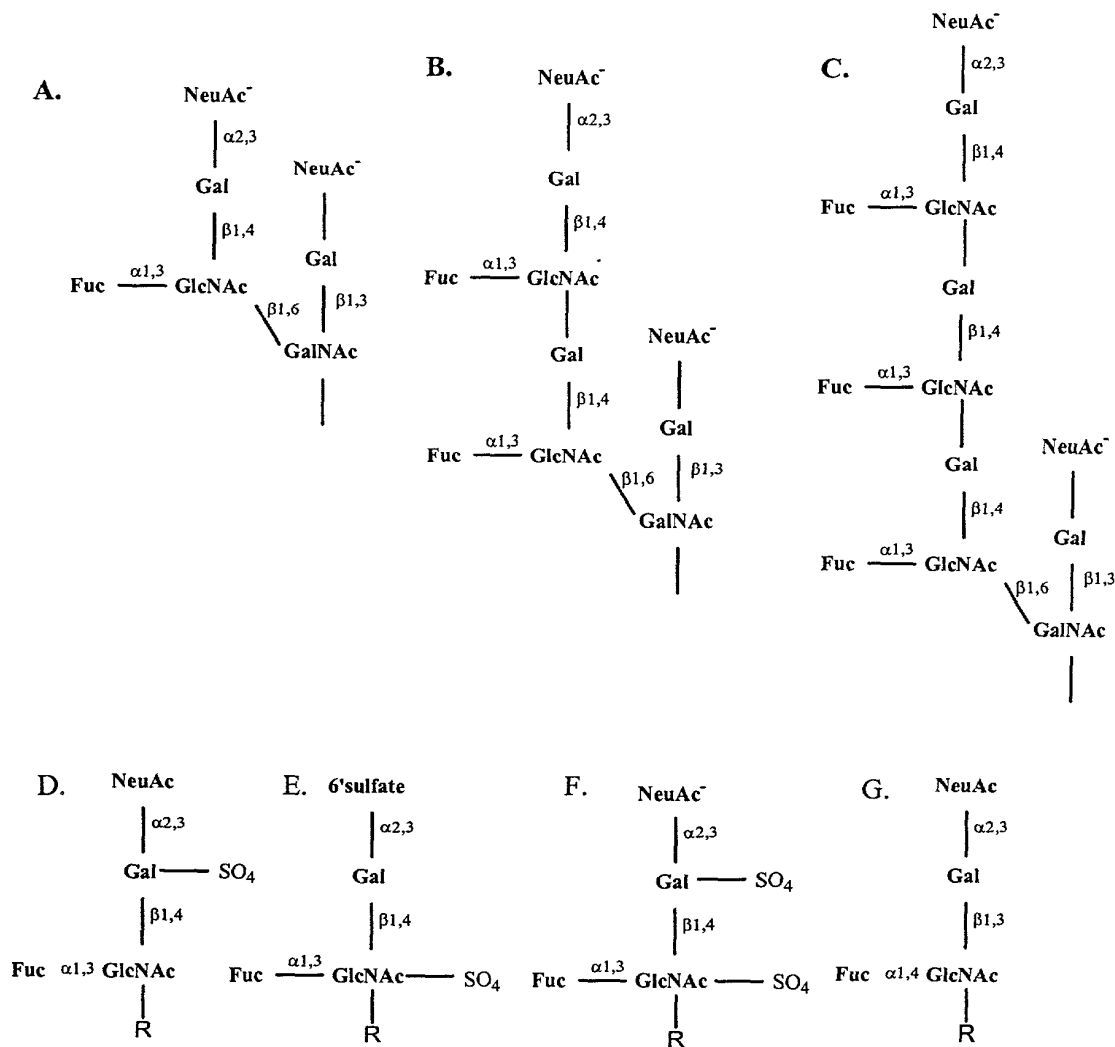 A.
NeuAc⁻
α2,3
Gal
β1,4
Fuc α1,3 GlcNAc
β1,6
NeuAc⁻
Gal
β1,3
GalNAc
B.
NeuAc⁻
α2,3
Gal
β1,4
Fuc α1,3 GlcNAc
Gal
β1,4
Fuc α1,3 GlcNAc
β1,6
NeuAc⁻
Gal
β1,3
GalNAc
C.
NeuAc⁻
α2,3
Gal
β1,4
Fuc α1,3 GlcNAc
Gal
β1,4
Fuc α1,3 GlcNAc
Gal
β1,4
Fuc α1,3 GlcNAc
β1,6
NeuAc⁻
Gal
β1,3
GalNAc
D.
NeuAc
α2,3
Gal SO₄
β1,4
Fuc α1,3 GlcNAc
R
E.
6'sulfate
α2,3
Gal
β1,4
Fuc α1,3 GlcNAc SO₄
R
F.
NeuAc⁻
α2,3
Gal SO₄
β1,4
Fuc α1,3 GlcNAc SO₄
R
G.
NeuAc
α2,3
Gal
β1,3
Fuc α1,4 GlcNAc
R